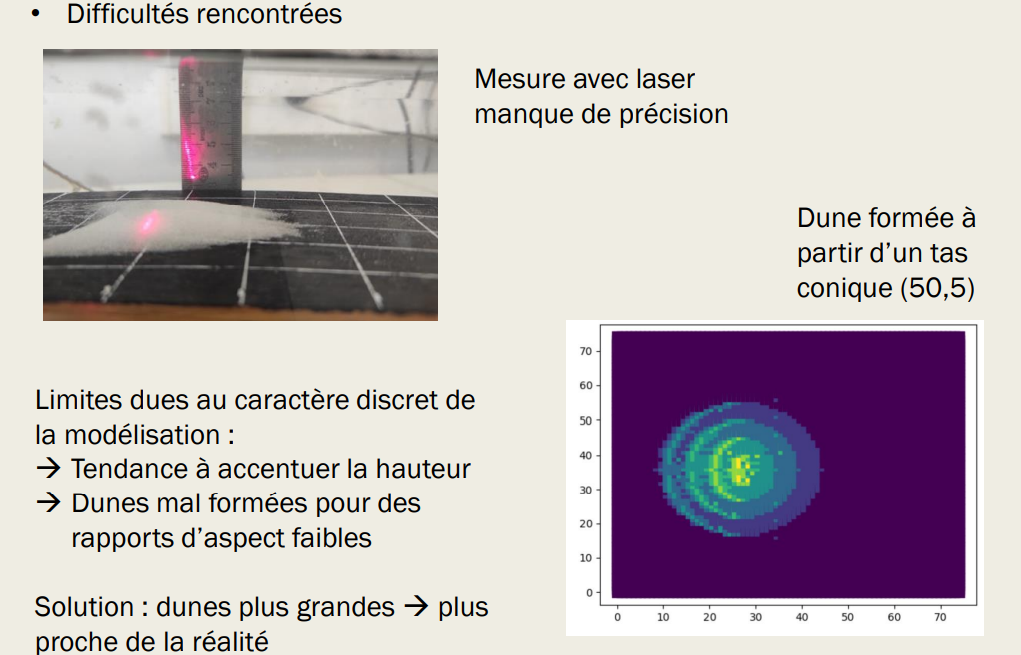 • Difficultés rencontrées
Mesure avec laser
manque de précision
Dune formée à
partir d’un tas
conique (50,5)
Limites dues au caractère discret de
la modélisation :
→ Tendance à accentuer la hauteur
→ Dunes mal formées pour des
rapports d’aspect faibles
Solution : dunes plus grandes → plus
proche de la réalité
70
60
50
40
30
20
10
0
0 10 20 30 40 50 60 70